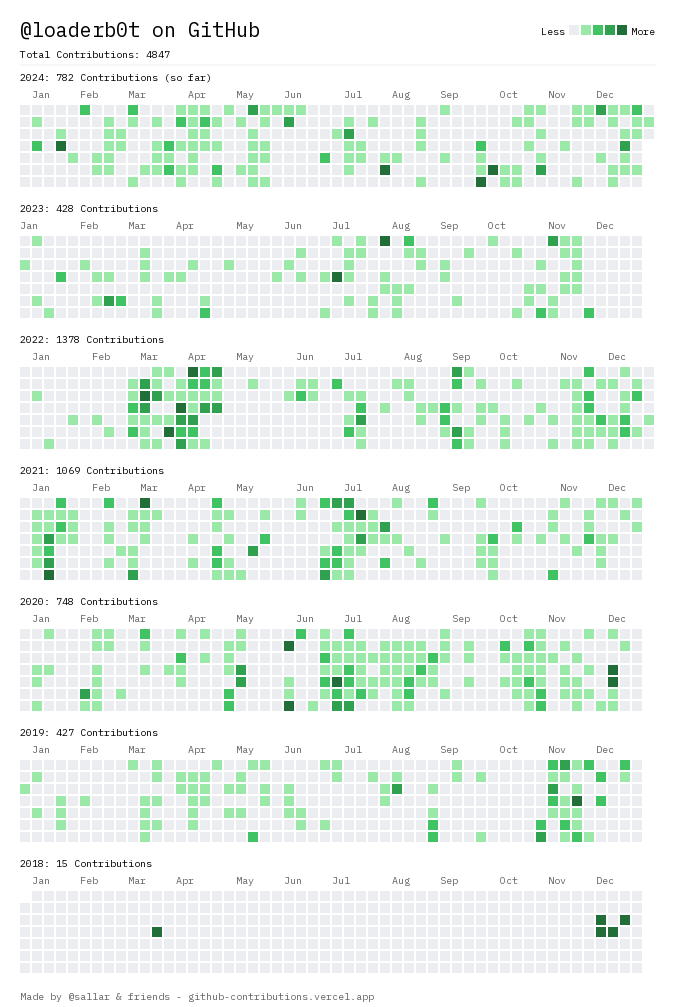 @loaderb0t on GitHub
Less More
Total Contributions: 4847
2024: 782 Contributions (so far)
Jan Feb Mar Apr May Jun Jul Aug Sep Oct Nov Dec
2023: 428 Contributions
Jan Feb Mar Apr May Jun Jul Aug Sep Oct Nov Dec
2022: 1378 Contributions
Jan Feb Mar Apr May Jun Jul Aug Sep Oct Nov Dec
2021: 1069 Contributions
Jan Feb Mar Apr May Jun Jul Aug Sep Oct Nov Dec
2020: 748 Contributions
Jan Feb Mar Apr May Jun Jul Aug Sep Oct Nov Dec
2019: 427 Contributions
Jan Feb Mar Apr May Jun Jul Aug Sep Oct Nov Dec
2018: 15 Contributions
Jan Feb Mar Apr May Jun Jul Aug Sep Oct Nov Dec
Made by @sallar & friends - github-contributions.vercel.app